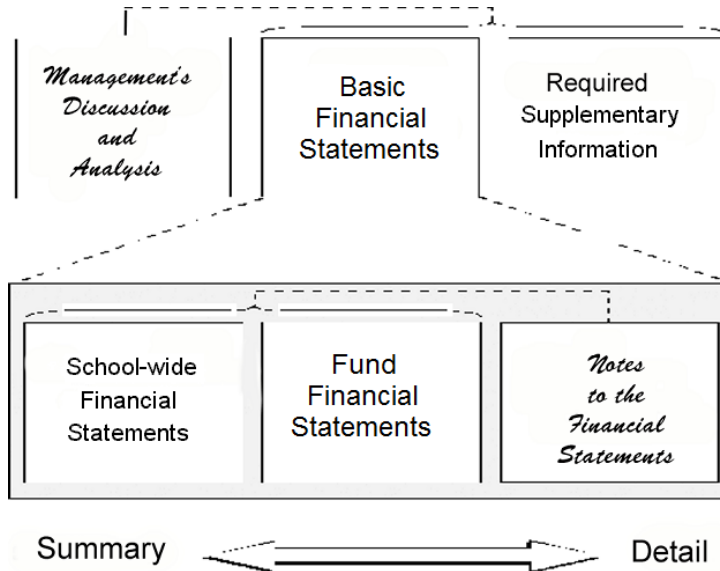 Management's
Discussion
and
Analysis
Basic
Financial
Statements
Required
Supplementary
Information
School-wide
Financial
Statements
Fund
Financial
Statements
Notes
to the
Financial
Statements
Summary
Detail